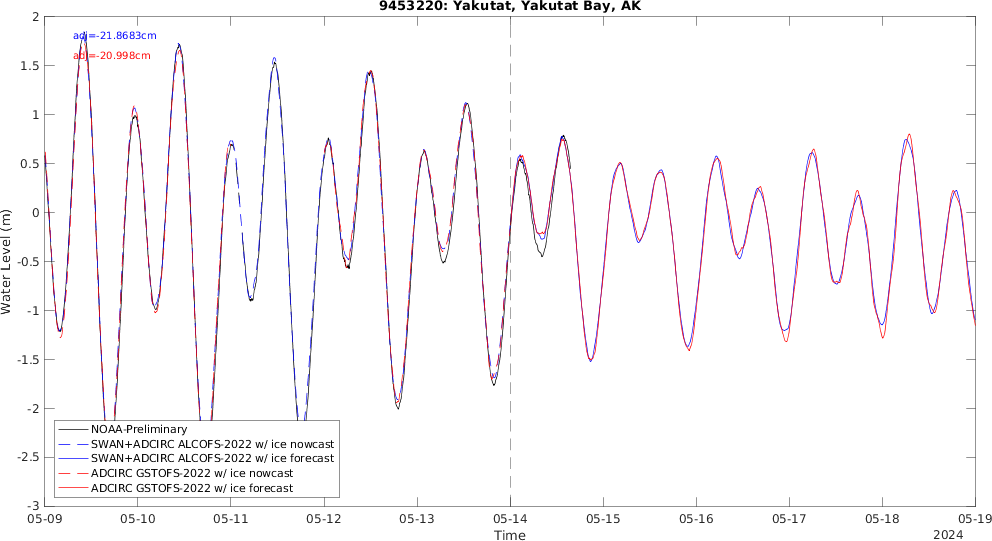 9453220: Yakutat, Yakutat Bay, AK
adj=-21.8683cm
adj=-20.998cm
Water Level (m)
2
1.5
1
0.5
0
-0.5
-1
-1.5
-2
-2.5
-3
NOAA-Preliminary
SWAN+ADCIRC ALCOFS-2022 w/ ice nowcast
SWAN+ADCIRC ALCOFS-2022 w/ ice forecast
ADCIRC GSTOFS-2022 w/ ice nowcast
ADCIRC GSTOFS-2022 w/ ice forecast
05-09 05-10 05-11 05-12 05-13 05-14 05-15 05-16 05-17 05-18 05-19
Time
2024